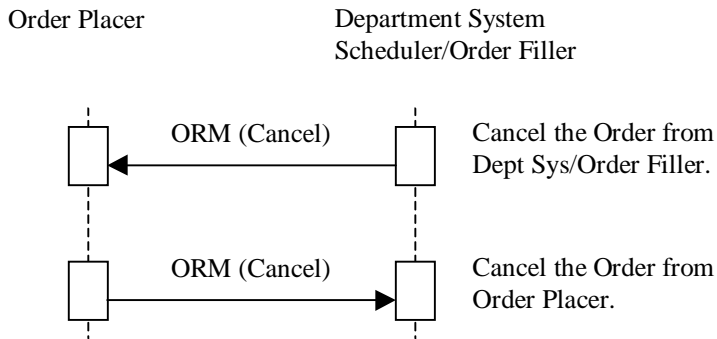 Order Placer
Department System
Scheduler/Order Filler
ORM (Cancel)
Cancel the Order from
Dept Sys/Order Filler.
ORM (Cancel)
Cancel the Order from
Order Placer.